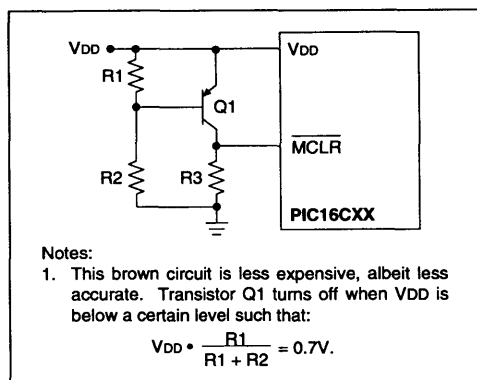 VDD
VDD
R1
Q1
MCLR
R2
R3
PIC16CXX
Notes:
1. This brown circuit is less expensive, albeit less
accurate. Transistor Q1 turns off when VDD is
below a certain level such that:
VDD • R1 / (R1 + R2) = 0.7V.